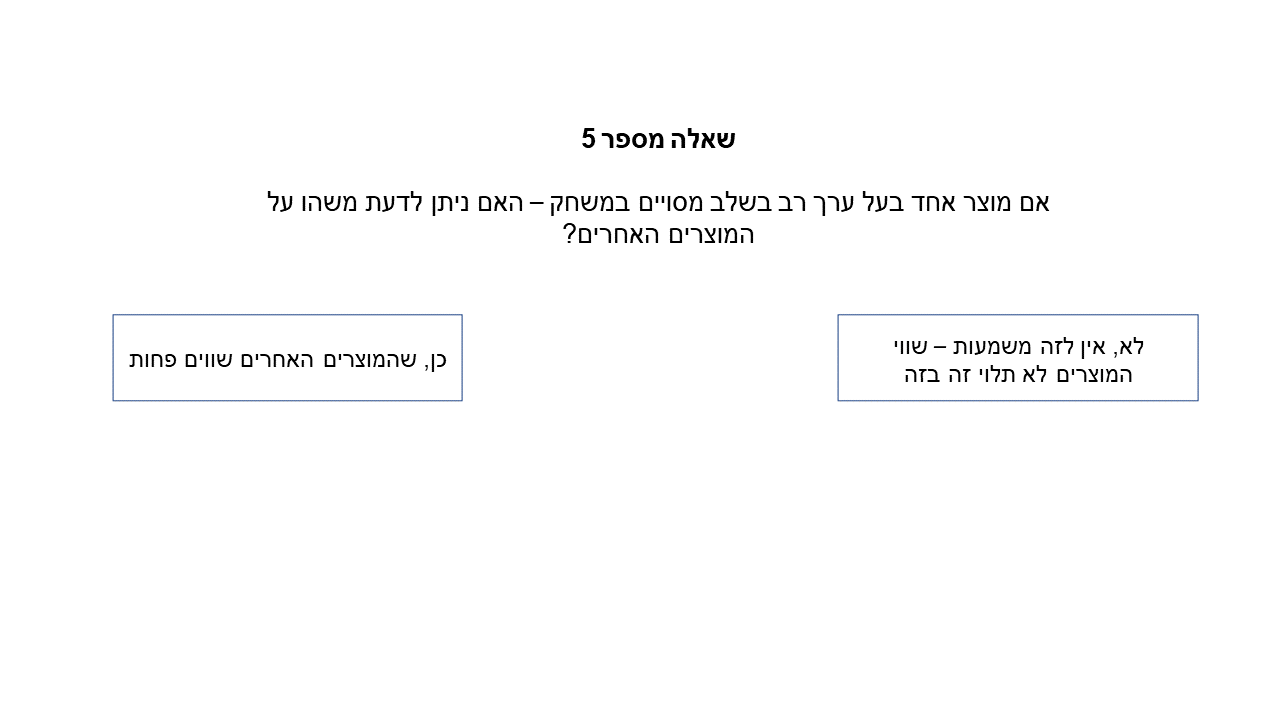 שאלה מספר 5
אם מוצר אחד בעל ערך רב בשלב מסויים במשחק – האם ניתן לדעת משהו על
המוצרים האחרים?
לא, אין לזה משמעות – שווי
המוצרים לא תלוי זה בזה
כן, שהמוצרים האחרים שווים פחות